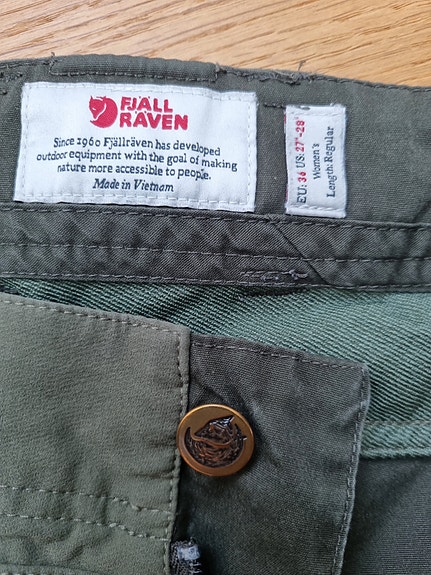 FJÄLL
RÄVEN
Since 1960 Fjällräven has developed
outdoor equipment with the goal of making
nature more accessible to people.
Made in Vietnam
EU: 36 US: 27"-28"
Women's
Length: Regular